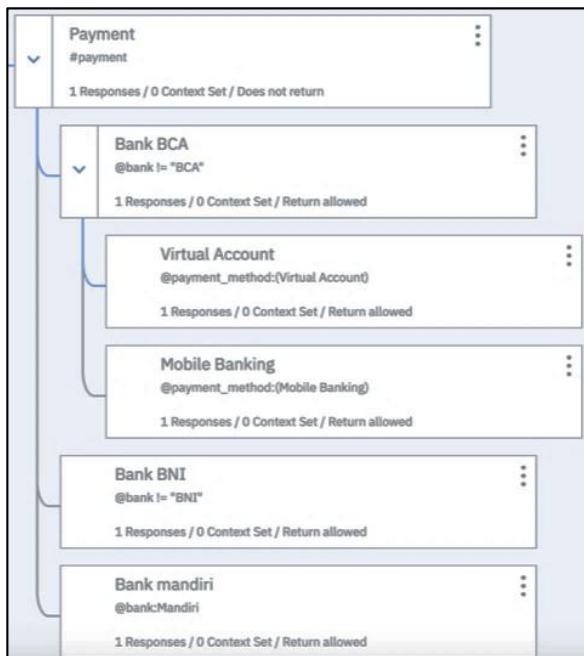 Payment
#payment
1 Responses / 0 Context Set / Does not return
Bank BCA
@bank != "BCA"
1 Responses / 0 Context Set / Return allowed
Virtual Account
@payment_method:(Virtual Account)
1 Responses / 0 Context Set / Return allowed
Mobile Banking
@payment_method:(Mobile Banking)
1 Responses / 0 Context Set / Return allowed
Bank BNI
@bank != "BNI"
1 Responses / 0 Context Set / Return allowed
Bank mandiri
@bank:Mandiri
1 Responses / 0 Context Set / Return allowed